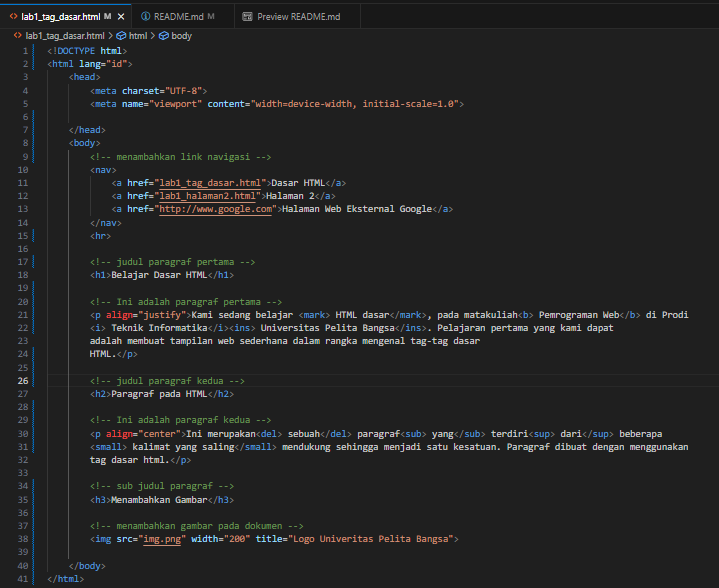 lab1_tag_dasar.html M
README.md M
Preview README.md
lab1_tag_dasar.html > html > body
1 <!DOCTYPE html>
2 <html lang="id">
3 <head>
4 <meta charset="UTF-8">
5 <meta name="viewport" content="width=device-width, initial-scale=1.0">
6
7 </head>
8 <body>
9 <!-- menambahkan link navigasi -->
10 <nav>
11 <a href="lab1_tag_dasar.html">Dasar HTML</a>
12 <a href="lab1_halaman2.html">Halaman 2</a>
13 <a href="http://www.google.com">Halaman Web Eksternal Google</a>
14 </nav>
15 <hr>
16
17 <!-- judul paragraf pertama -->
18 <h1>Belajar Dasar HTML</h1>
19
20 <!-- Ini adalah paragraf pertama -->
21 <p align="justify">Kami sedang belajar <mark> HTML dasar</mark>, pada matakuliah<b> Pemrograman Web</b> di Prodi
22 <i> Teknik Informatika</i><ins> Universitas Pelita Bangsa</ins>. Pelajaran pertama yang kami dapat
23 adalah membuat tampilan web sederhana dalam rangka mengenal tag-tag dasar
24 HTML.</p>
25
26 <!-- judul paragraf kedua -->
27 <h2>Paragraf pada HTML</h2>
28
29 <!-- Ini adalah paragraf kedua -->
30 <p align="center">Ini merupakan<del> sebuah</del> paragraf<sub> yang</sub> terdiri<sup> dari</sup> beberapa
31 <small> kalimat yang saling</small> mendukung sehingga menjadi satu kesatuan. Paragraf dibuat dengan menggunakan
32 tag dasar html.</p>
33
34 <!-- sub judul paragraf -->
35 <h3>Menambahkan Gambar</h3>
36
37 <!-- menambahkan gambar pada dokumen -->
38 <img src="img.png" width="200" title="Logo Univeritas Pelita Bangsa">
39
40 </body>
41 </html>